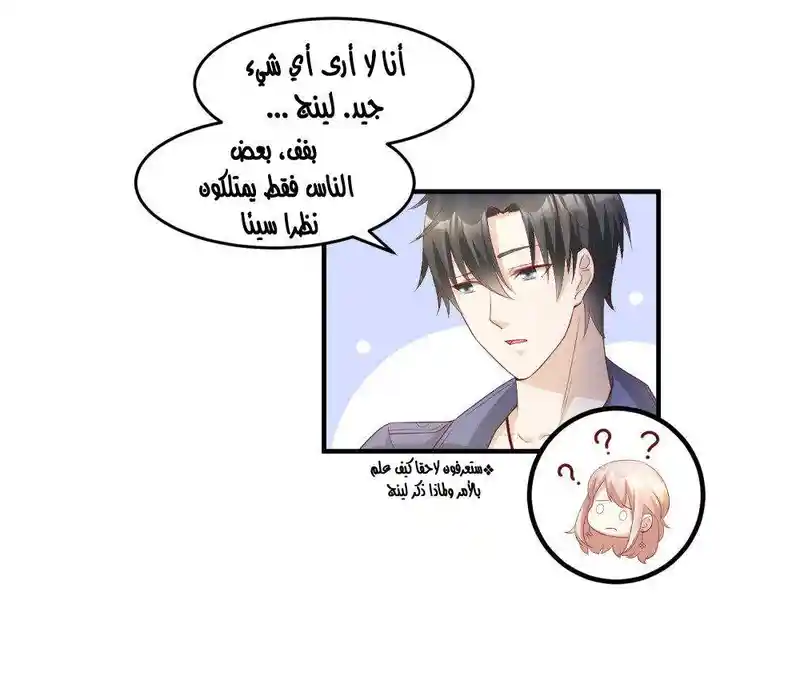 أنا لا أرى أي شيء
جيد. لينج ...
بفف، بعض
الناس فقط يمتلكون
نظرا سيئا
❖ستعرفون لاحقا كيف علم
بالأمر ولماذا ذكر لينج
? ? ?